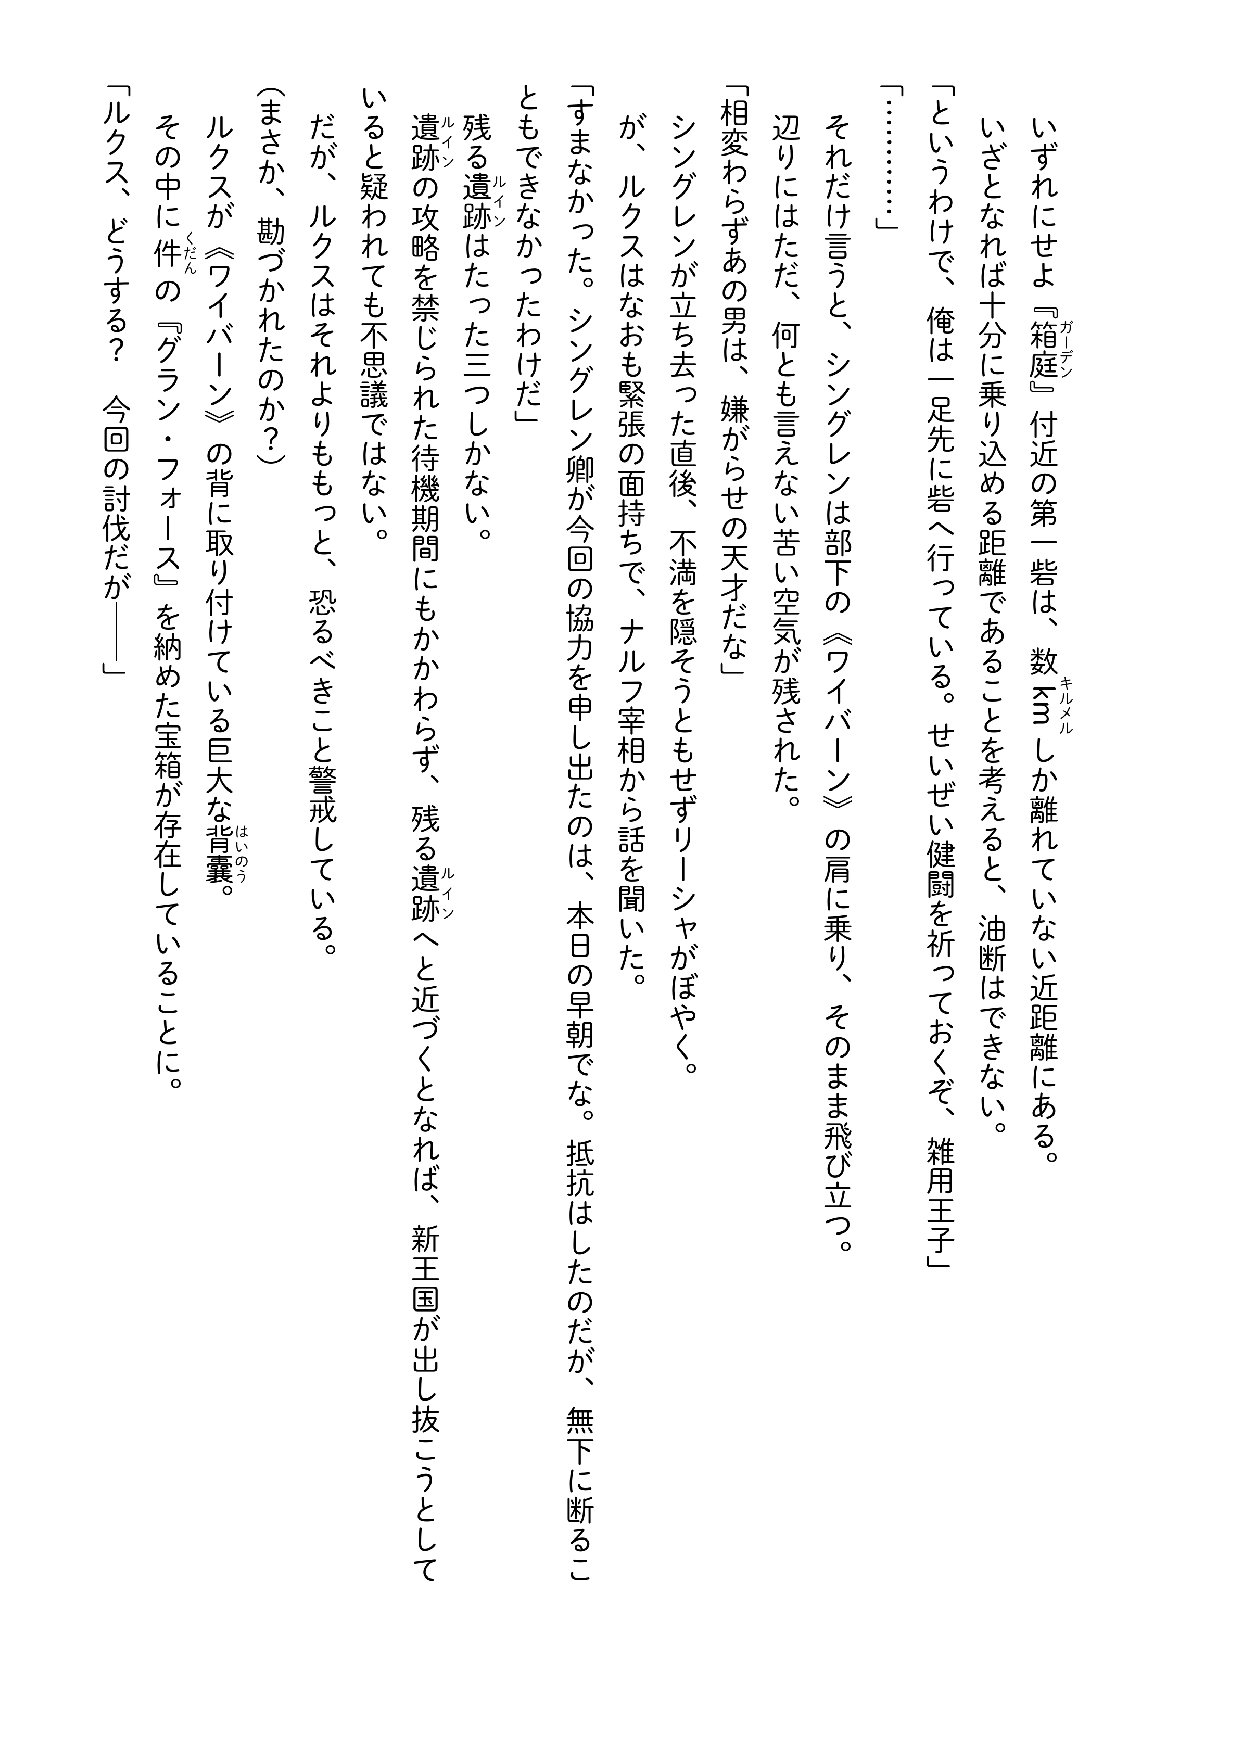 いずれにせよ『箱庭』付近の第一砦は、数kmしか離れていない近距離にある。
いざとなれば十分に乗り込める距離であることを考えると、油断はできない。
「というわけで、俺は一足先に砦へ行っている。せいぜい健闘を祈っておくぞ、雑用王子」
「…………」
それだけ言うと、シングレンは部下の《ワイバーン》の肩に乗り、そのまま飛び立つ。
辺りにはただ、何とも言えない苦い空気が残された。
「相変わらずあの男は、嫌がらせの天才だな」
シングレンが立ち去った直後、不満を隠そうともせずリーシャがぼやく。
が、ルクスはなおも緊張の面持ちで、ナルフ宰相から話を聞いた。
「すまなかった。シングレン卿が今回の協力を申し出たのは、本日の早朝でな。抵抗はしたのだが、無下に断るこ
ともできなかったわけだ」
残る遺跡はたった三つしかない。
遺跡の攻略を禁じられた待機期間にもかかわらず、残る遺跡へと近づくとなれば、新王国が出し抜こうとして
いると疑われても不思議ではない。
だが、ルクスはそれよりももっと、恐るべきこと警戒している。
(まさか、勘づかれたのか?)
ルクスが《ワイバーン》の背に取り付けている巨大な背嚢。
その中に件の『グラン・フォース』を納めた宝箱が存在していることに。
「ルクス、どうする? 今回の討伐だが――」
ガーデン
キルメル
ルイン
ルイン
ルイン
はいのう
くだん